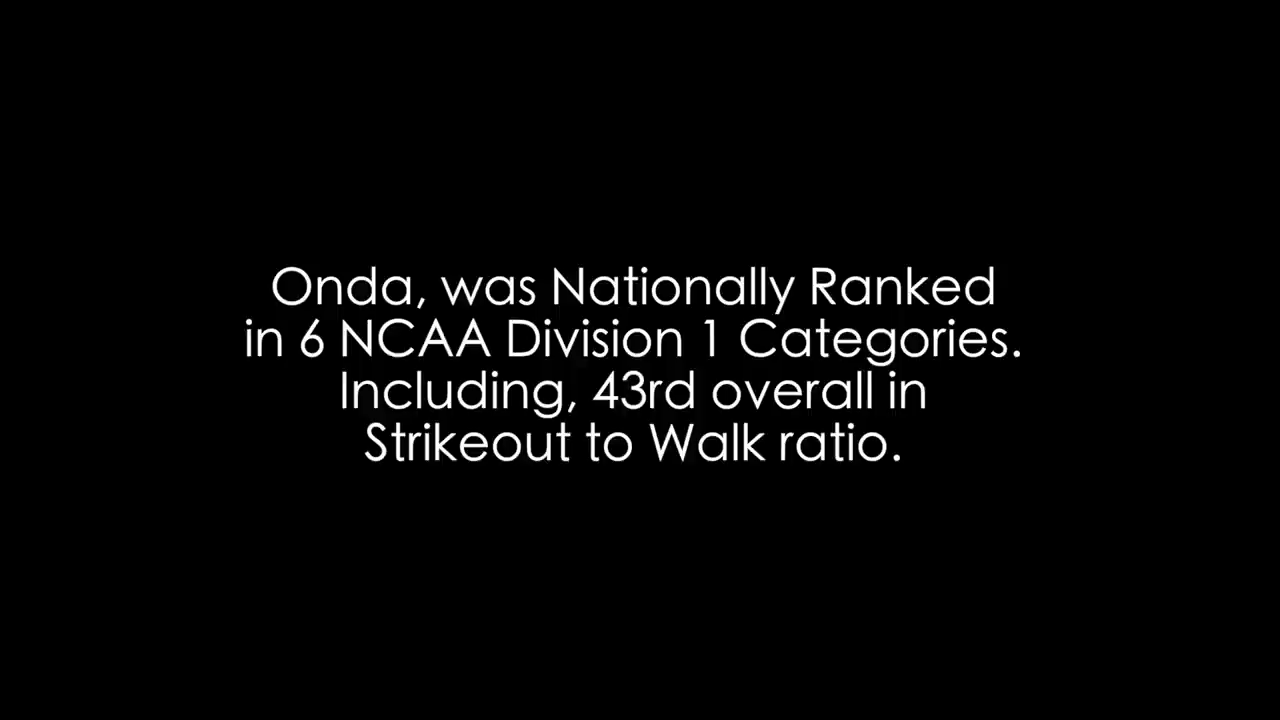 Onda, was Nationally Ranked
in 6 NCAA Division 1 Categories.
Including, 43rd overall in
Strikeout to Walk ratio.